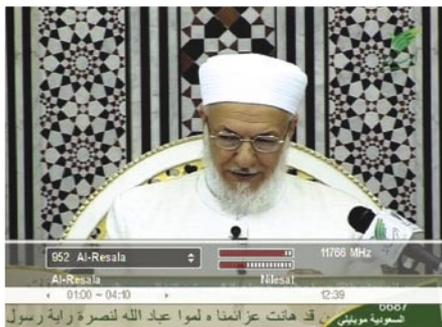 952 Al-Resala
11766 MHz
Al-Resala Nilesat
01:00 ~ 04:10 12:39
6687
السعودية موبايلي
قد هانت عزائمنا ه لموا عباد الله لنصرة راية رسول